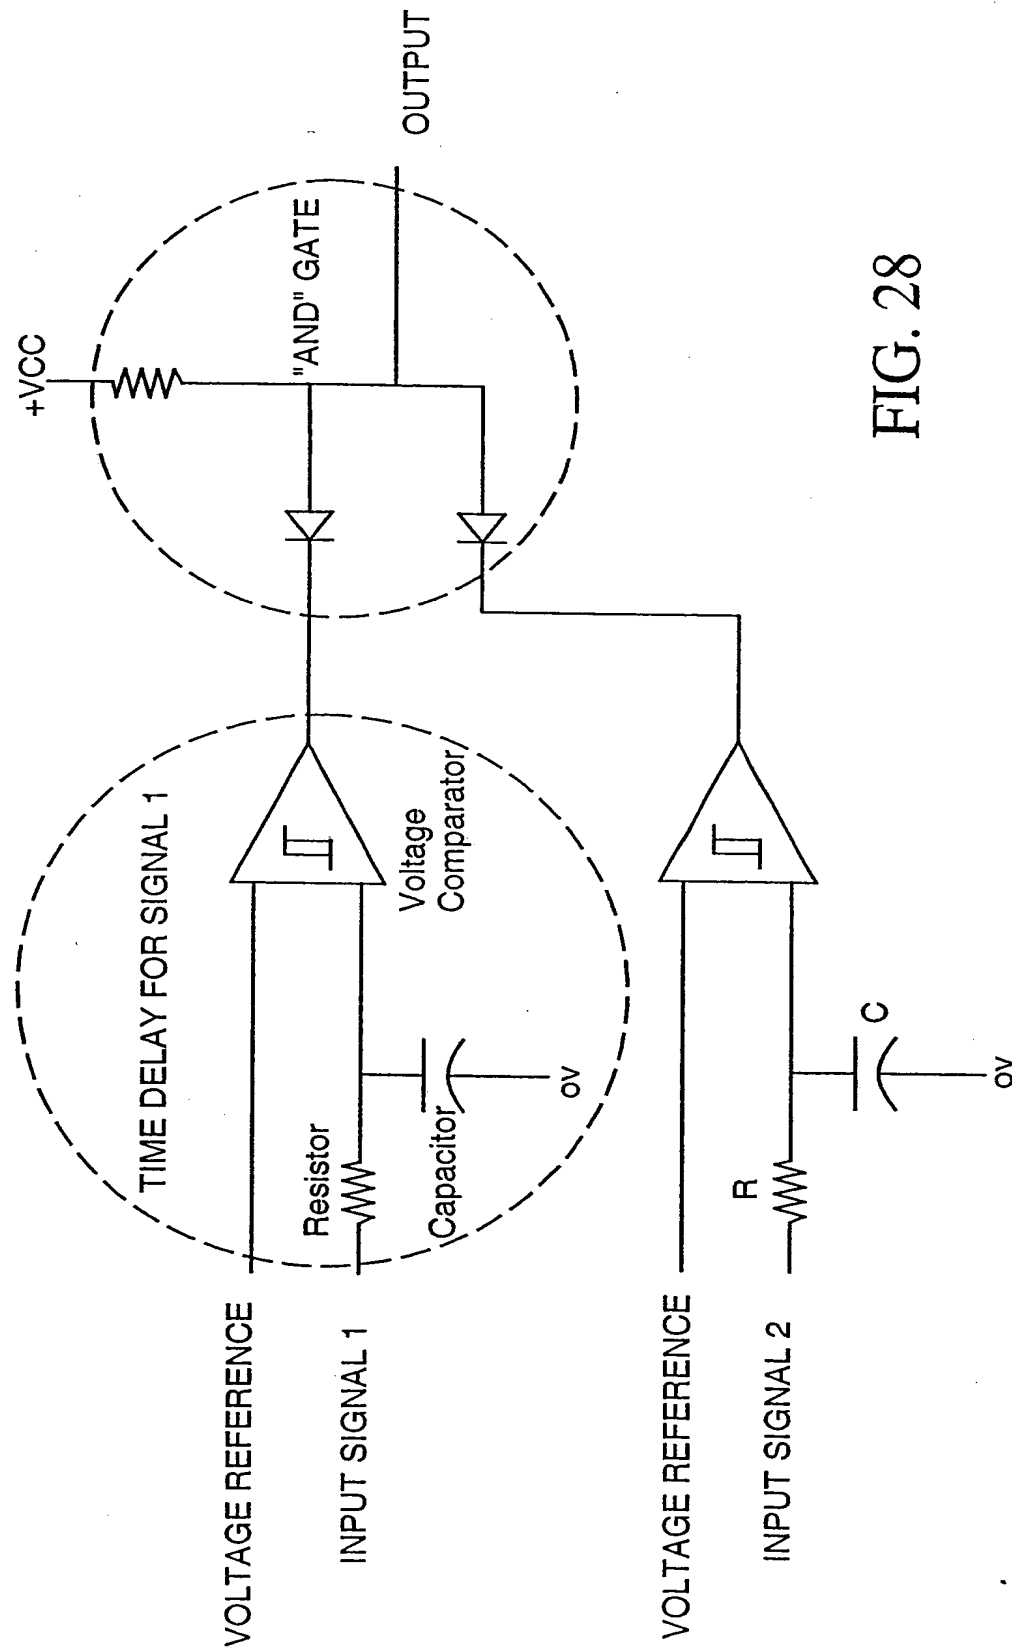 +VCC
OUTPUT
"AND" GATE
TIME DELAY FOR SIGNAL 1
Voltage
Comparator
Resistor
Capacitor
0V
VOLTAGE REFERENCE
INPUT SIGNAL 1
R
C
0V
VOLTAGE REFERENCE
INPUT SIGNAL 2
FIG. 28